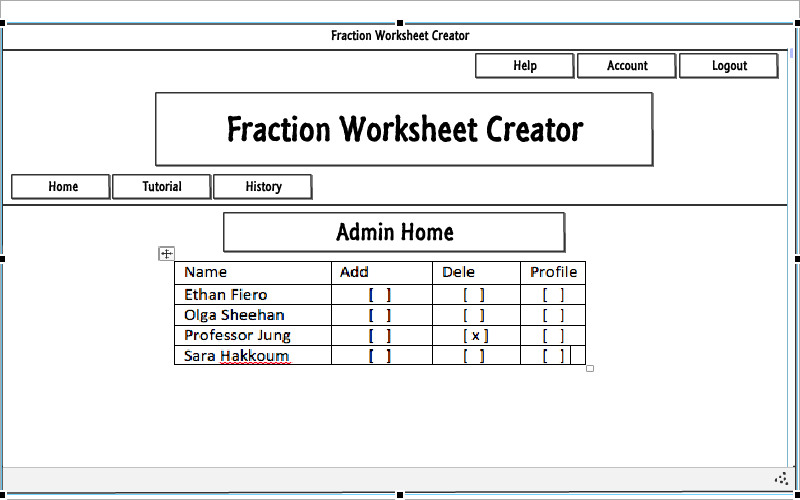 Fraction Worksheet Creator
Help Account Logout
Fraction Worksheet Creator
Home Tutorial History
Admin Home
Name Add Dele Profile
Ethan Fiero [ ] [ ] [ ]
Olga Sheehan [ ] [ ] [ ]
Professor Jung [ ] [ x ] [ ]
Sara Hakkoum [ ] [ ] [ ]